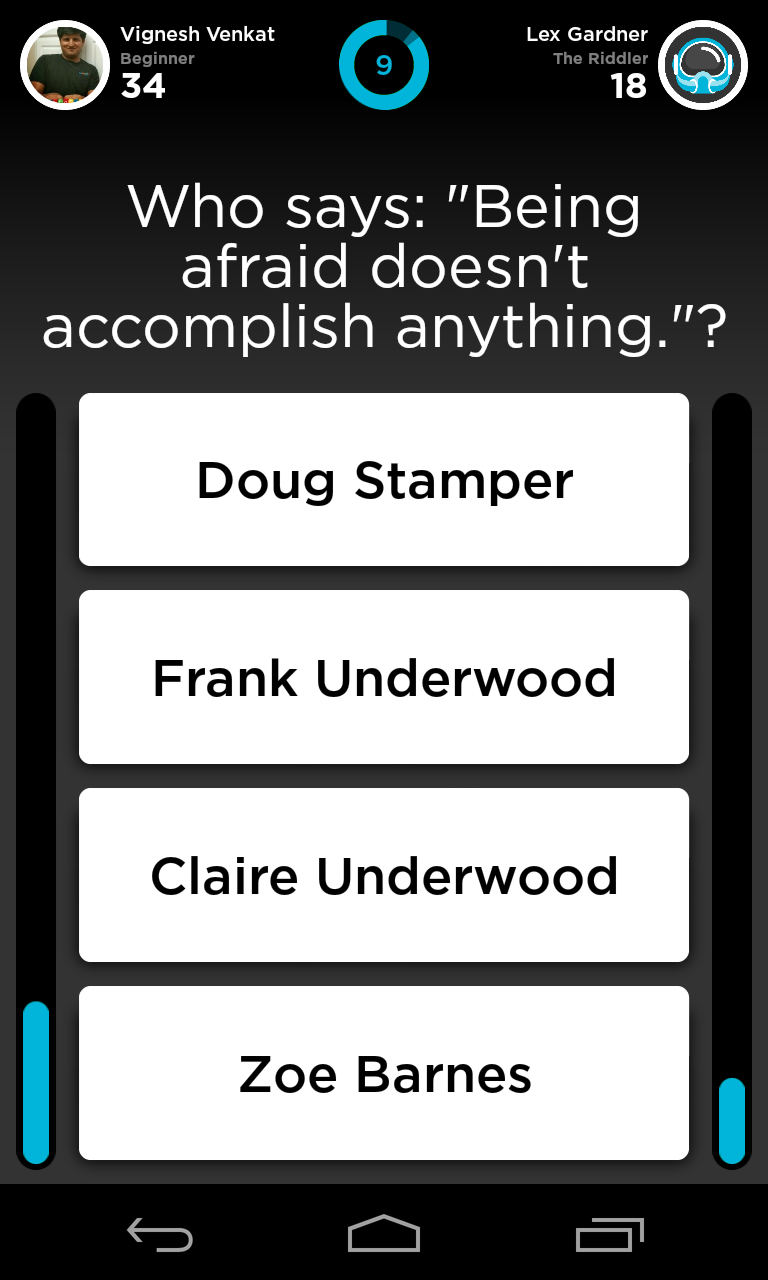 Vignesh Venkat
Beginner
34
9
Lex Gardner
The Riddler
18
Who says: "Being
afraid doesn't
accomplish anything."?
Doug Stamper
Frank Underwood
Claire Underwood
Zoe Barnes